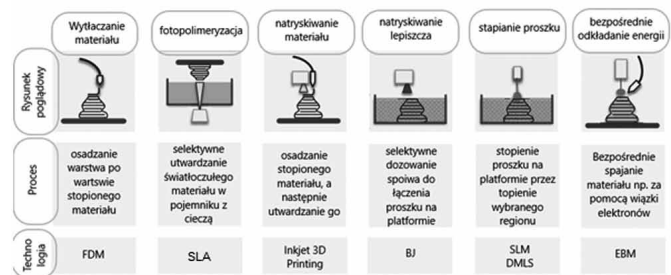 Wytłaczanie
materiału
fotopolimeryzacja
natryskiwanie
materiału
natryskiwanie
lepiszcza
stapianie proszku
bezpośrednie
odkładanie energii
Rysunek
poglądowy
Proces
osadzanie
warstwa po
wartswie
stopionego
materiału
selektywne
utwardzanie
światłoczułego
materiału w
pojemniku z
cieczą
osadzanie
stopionego
materiału, a
następnie
utwardzanie go
selektywne
dozowanie
spoiwa do
łączenia
proszku na
platformie
stopienie
proszku na
platformie przez
topienie
wybranego
regionu
Bezpośrednie
spajanie
materiału np. za
pomocą wiązki
elektronów
Techno
logia
FDM
SLA
Inkjet 3D
Printing
BJ
SLM
DMLS
EBM